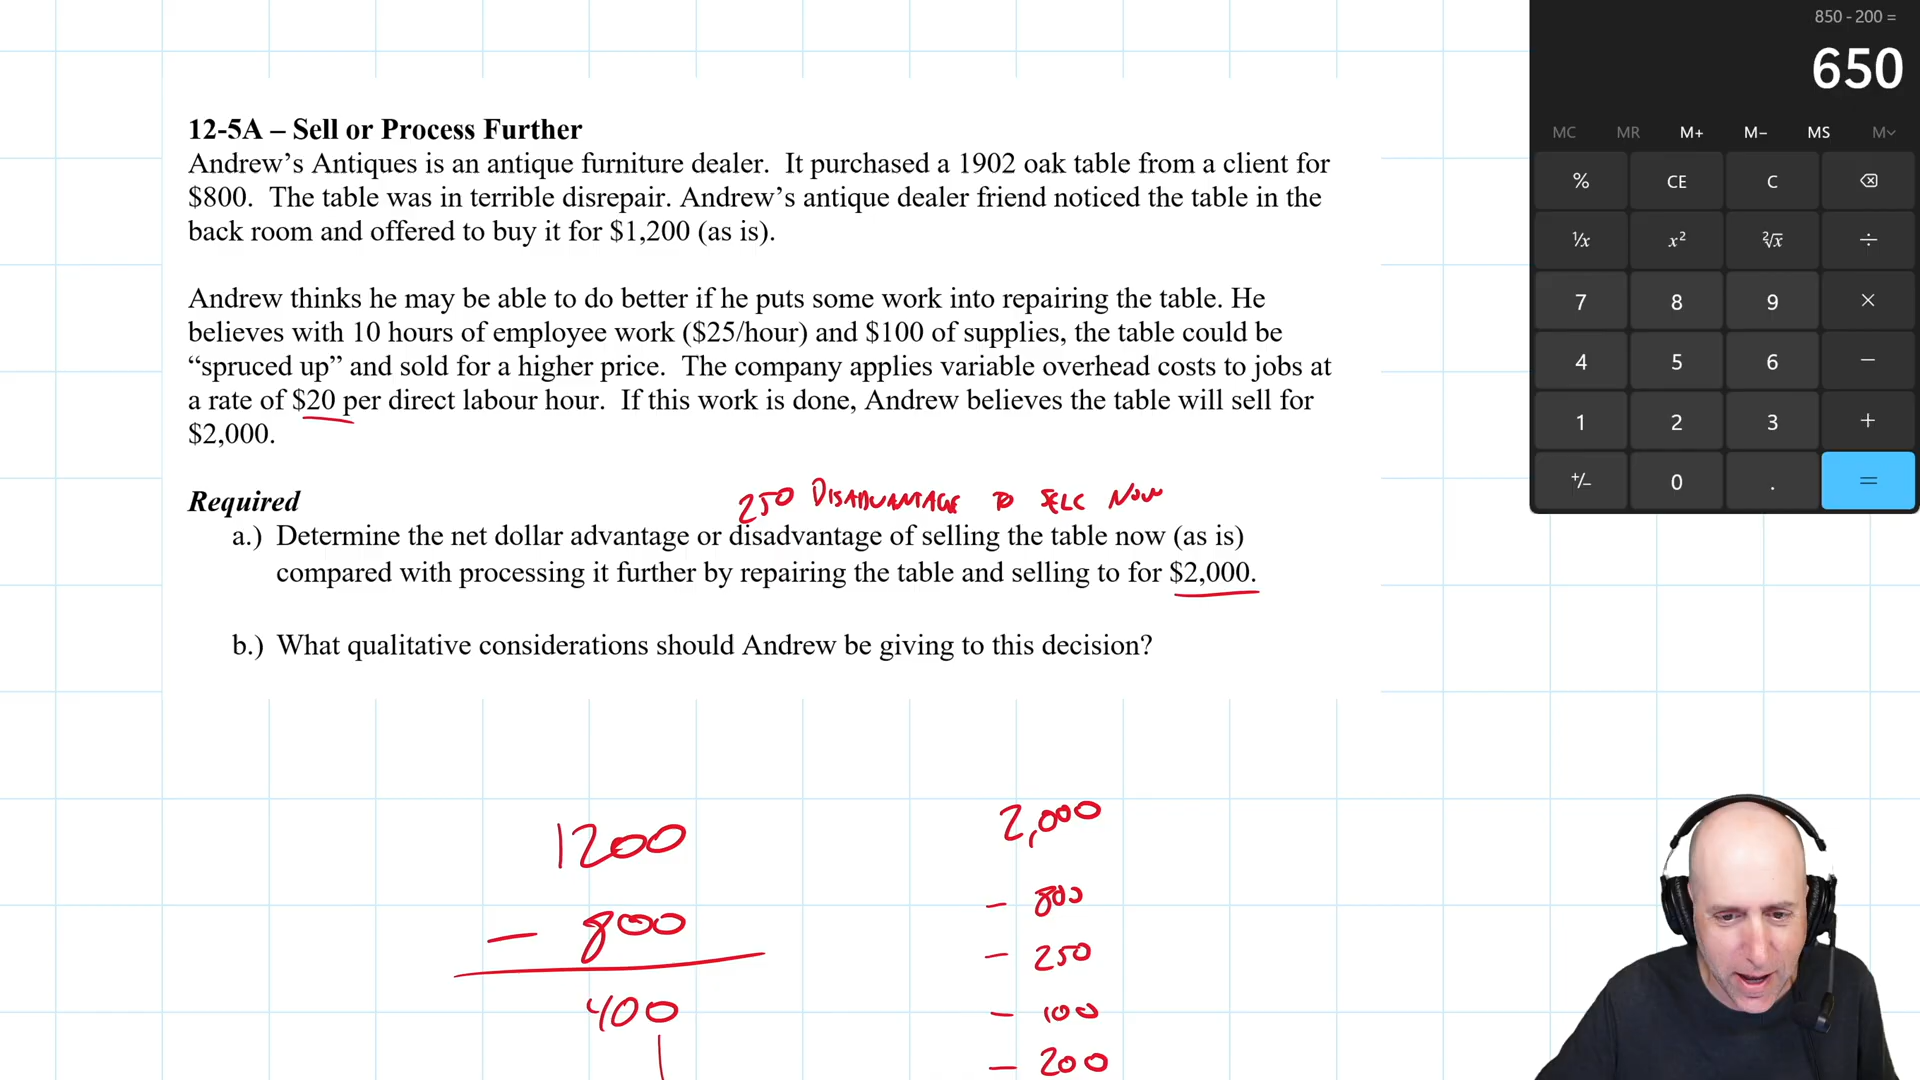 850 - 200 =
650
MC MR M+ M− MS M˅
% CE C ⌫
¹/x x² ²√x ÷
7 8 9 ×
4 5 6 −
1 2 3 +
+/− 0 . =
12-5A – Sell or Process Further
Andrew’s Antiques is an antique furniture dealer.  It purchased a 1902 oak table from a client for
$800.  The table was in terrible disrepair. Andrew’s antique dealer friend noticed the table in the
back room and offered to buy it for $1,200 (as is).
Andrew thinks he may be able to do better if he puts some work into repairing the table. He
believes with 10 hours of employee work ($25/hour) and $100 of supplies, the table could be
“spruced up” and sold for a higher price.  The company applies variable overhead costs to jobs at
a rate of $20 per direct labour hour.  If this work is done, Andrew believes the table will sell for
$2,000.
Required
250 DISADVANTAGE TO SELL NOW
a.) Determine the net dollar advantage or disadvantage of selling the table now (as is)
compared with processing it further by repairing the table and selling to for $2,000.
b.) What qualitative considerations should Andrew be giving to this decision?
1200
– 800
400
2,000
– 800
– 250
– 100
– 200